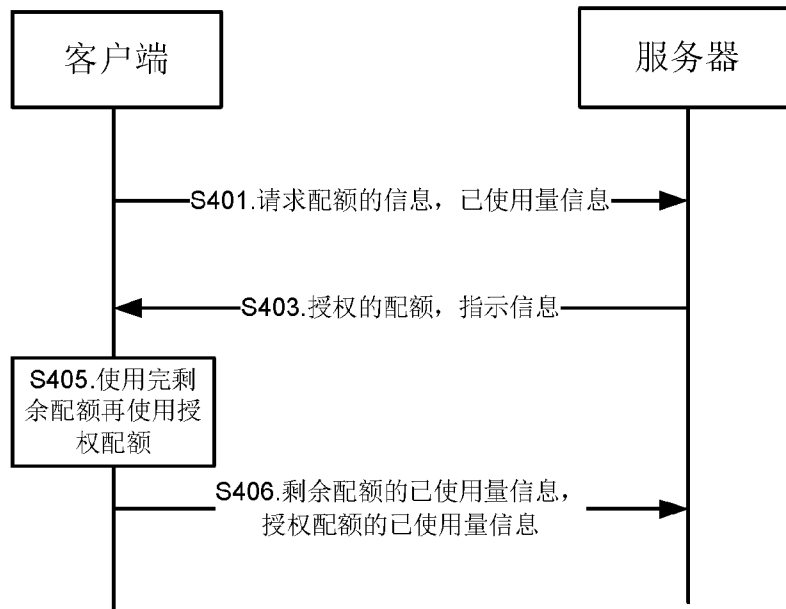 客户端
服务器
S401.请求配额的信息，已使用量信息
S403.授权的配额，指示信息
S405.使用完剩
余配额再使用授
权配额
S406.剩余配额的已使用量信息，
授权配额的已使用量信息